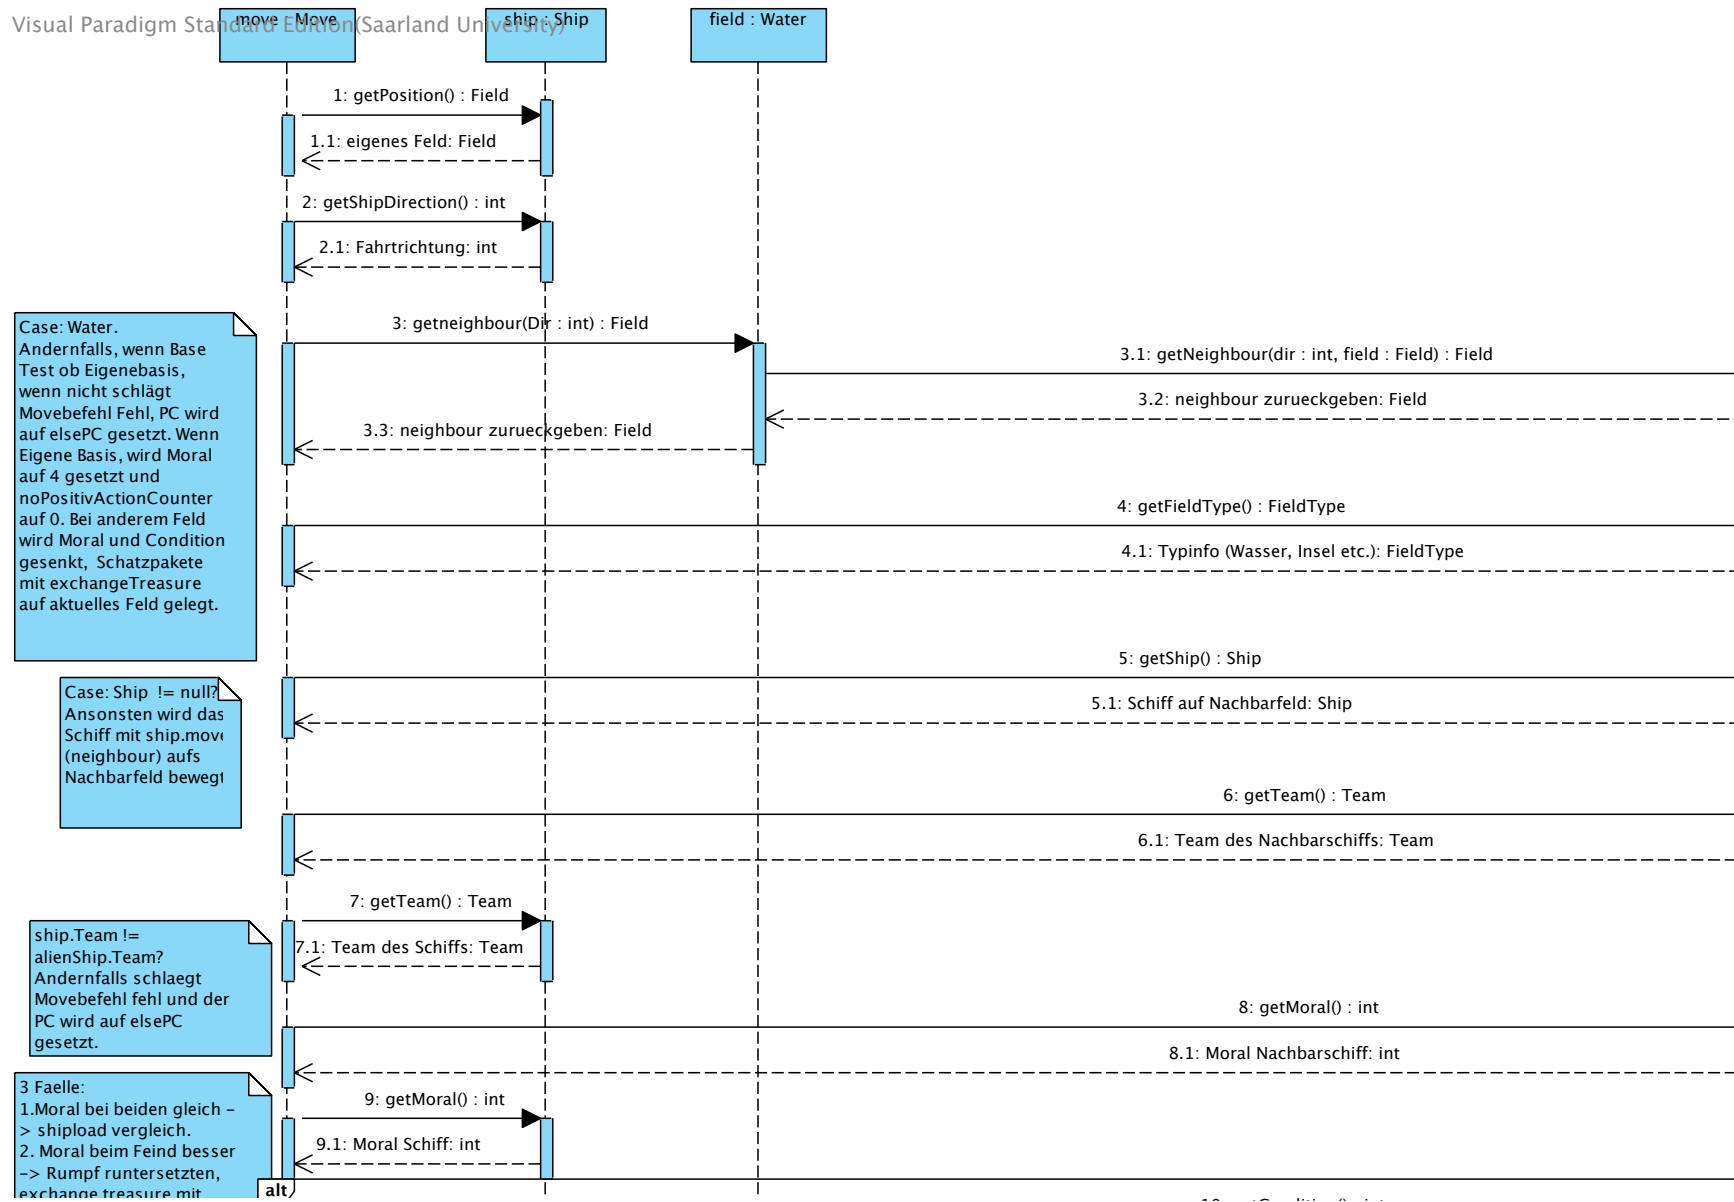 Visual Paradigm Standard Edition(Saarland University)
move : Move
ship : Ship
field : Water
1: getPosition() : Field
1.1: eigenes Feld: Field
2: getShipDirection() : int
2.1: Fahrtrichtung: int
Case: Water.
Andernfalls, wenn Base
Test ob Eigenebasis,
wenn nicht schlägt
Movebefehl Fehl, PC wird
auf elsePC gesetzt. Wenn
Eigene Basis, wird Moral
auf 4 gesetzt und
noPositivActionCounter
auf 0. Bei anderem Feld
wird Moral und Condition
gesenkt, Schatzpakete
mit exchangeTreasure
auf aktuelles Feld gelegt.
3: getneighbour(Dir : int) : Field
3.1: getNeighbour(dir : int, field : Field) : Field
3.2: neighbour zurueckgeben: Field
3.3: neighbour zurueckgeben: Field
4: getFieldType() : FieldType
4.1: Typinfo (Wasser, Insel etc.): FieldType
5: getShip() : Ship
5.1: Schiff auf Nachbarfeld: Ship
Case: Ship != null?
Ansonsten wird das
Schiff mit ship.move
(neighbour) aufs
Nachbarfeld bewegt
6: getTeam() : Team
6.1: Team des Nachbarschiffs: Team
7: getTeam() : Team
7.1: Team des Schiffs: Team
ship.Team !=
alienShip.Team?
Andernfalls schlaegt
Movebefehl fehl und der
PC wird auf elsePC
gesetzt.
8: getMoral() : int
8.1: Moral Nachbarschiff: int
3 Faelle:
1.Moral bei beiden gleich -
> shipload vergleich.
2. Moral beim Feind besser
-> Rumpf runtersetzten,
exchange treasure mit
9: getMoral() : int
9.1: Moral Schiff: int
alt